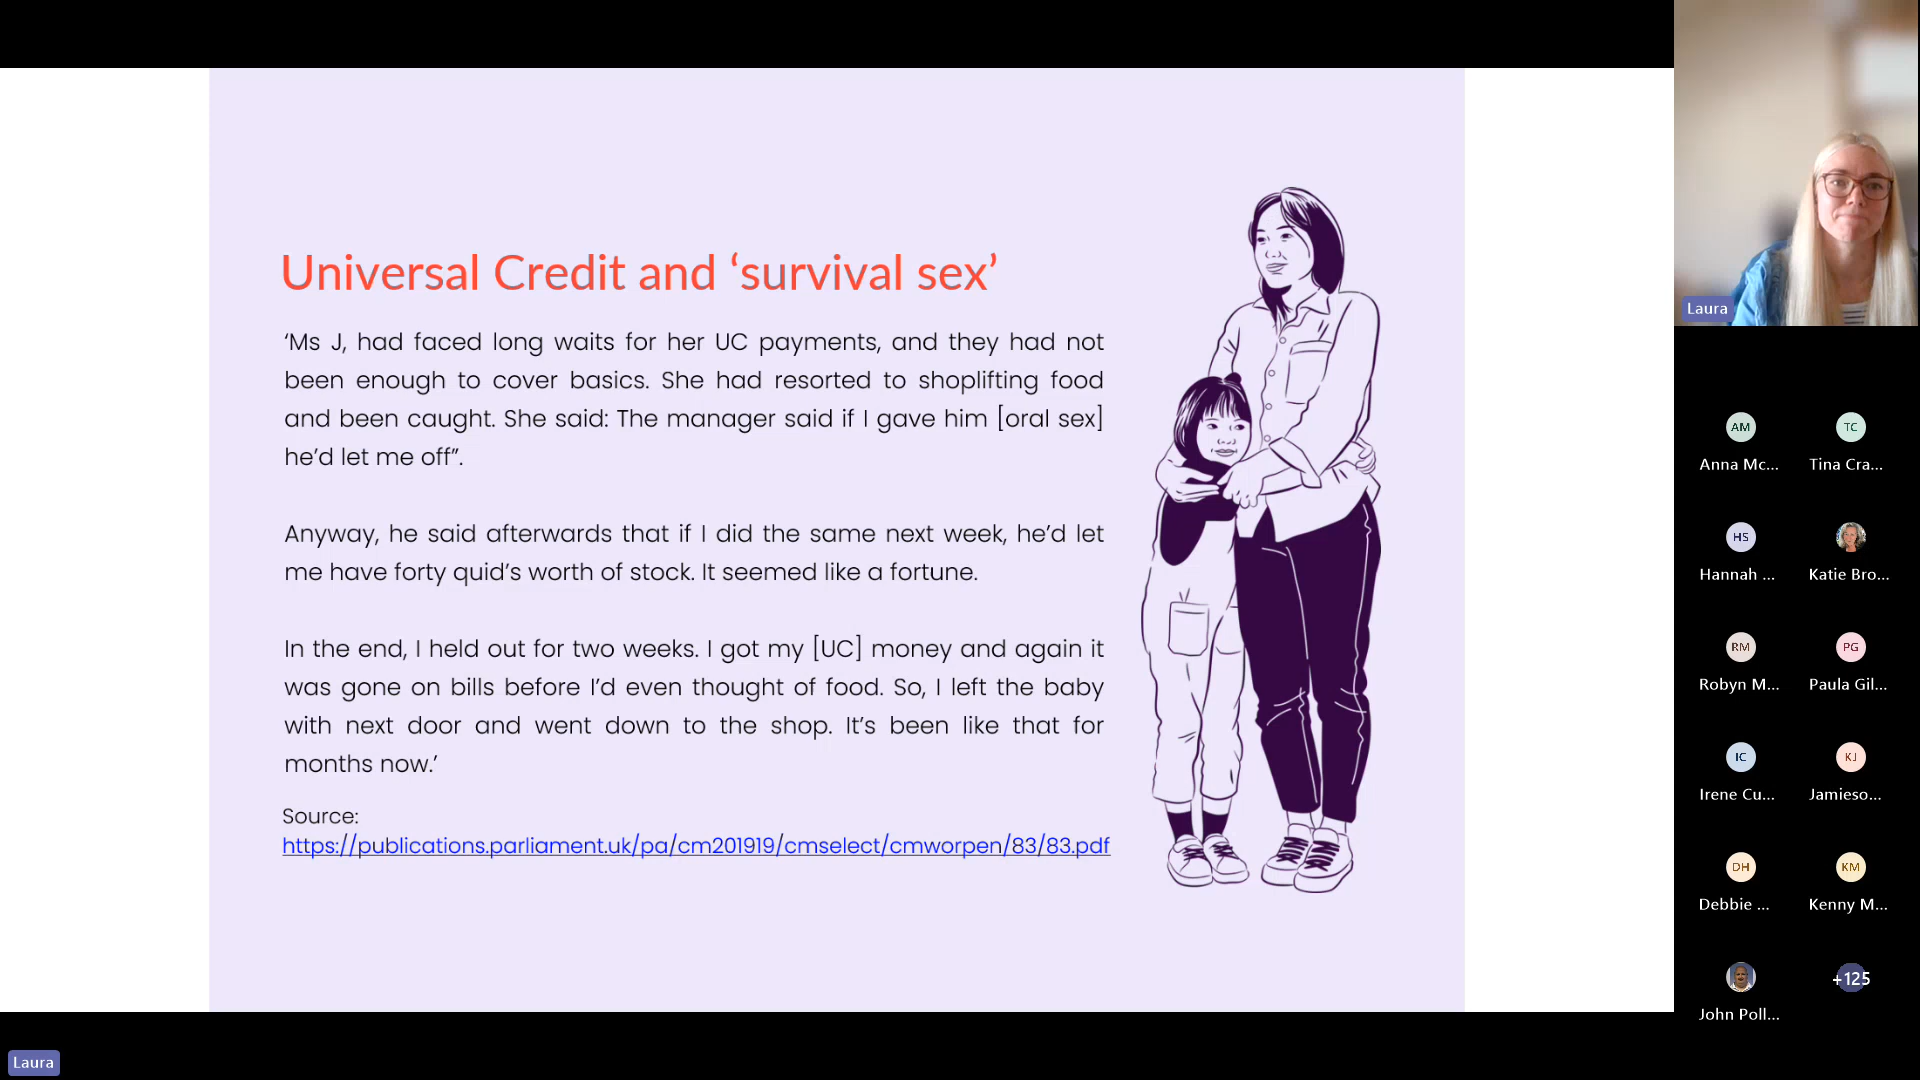 Universal Credit and ‘survival sex’
‘Ms J, had faced long waits for her UC payments, and they had not
been enough to cover basics. She had resorted to shoplifting food
and been caught. She said: The manager said if I gave him [oral sex]
he’d let me off”.
Anyway, he said afterwards that if I did the same next week, he’d let
me have forty quid’s worth of stock. It seemed like a fortune.
In the end, I held out for two weeks. I got my [UC] money and again it
was gone on bills before I’d even thought of food. So, I left the baby
with next door and went down to the shop. It’s been like that for
months now.’
Source:
https://publications.parliament.uk/pa/cm201919/cmselect/cmworpen/83/83.pdf
Laura
AM
TC
Anna Mc...
Tina Cra...
HS
Hannah ...
Katie Bro...
RM
PG
Robyn M...
Paula Gil...
IC
KJ
Irene Cu...
Jamieso...
DH
KM
Debbie ...
Kenny M...
+125
John Poll...
Laura